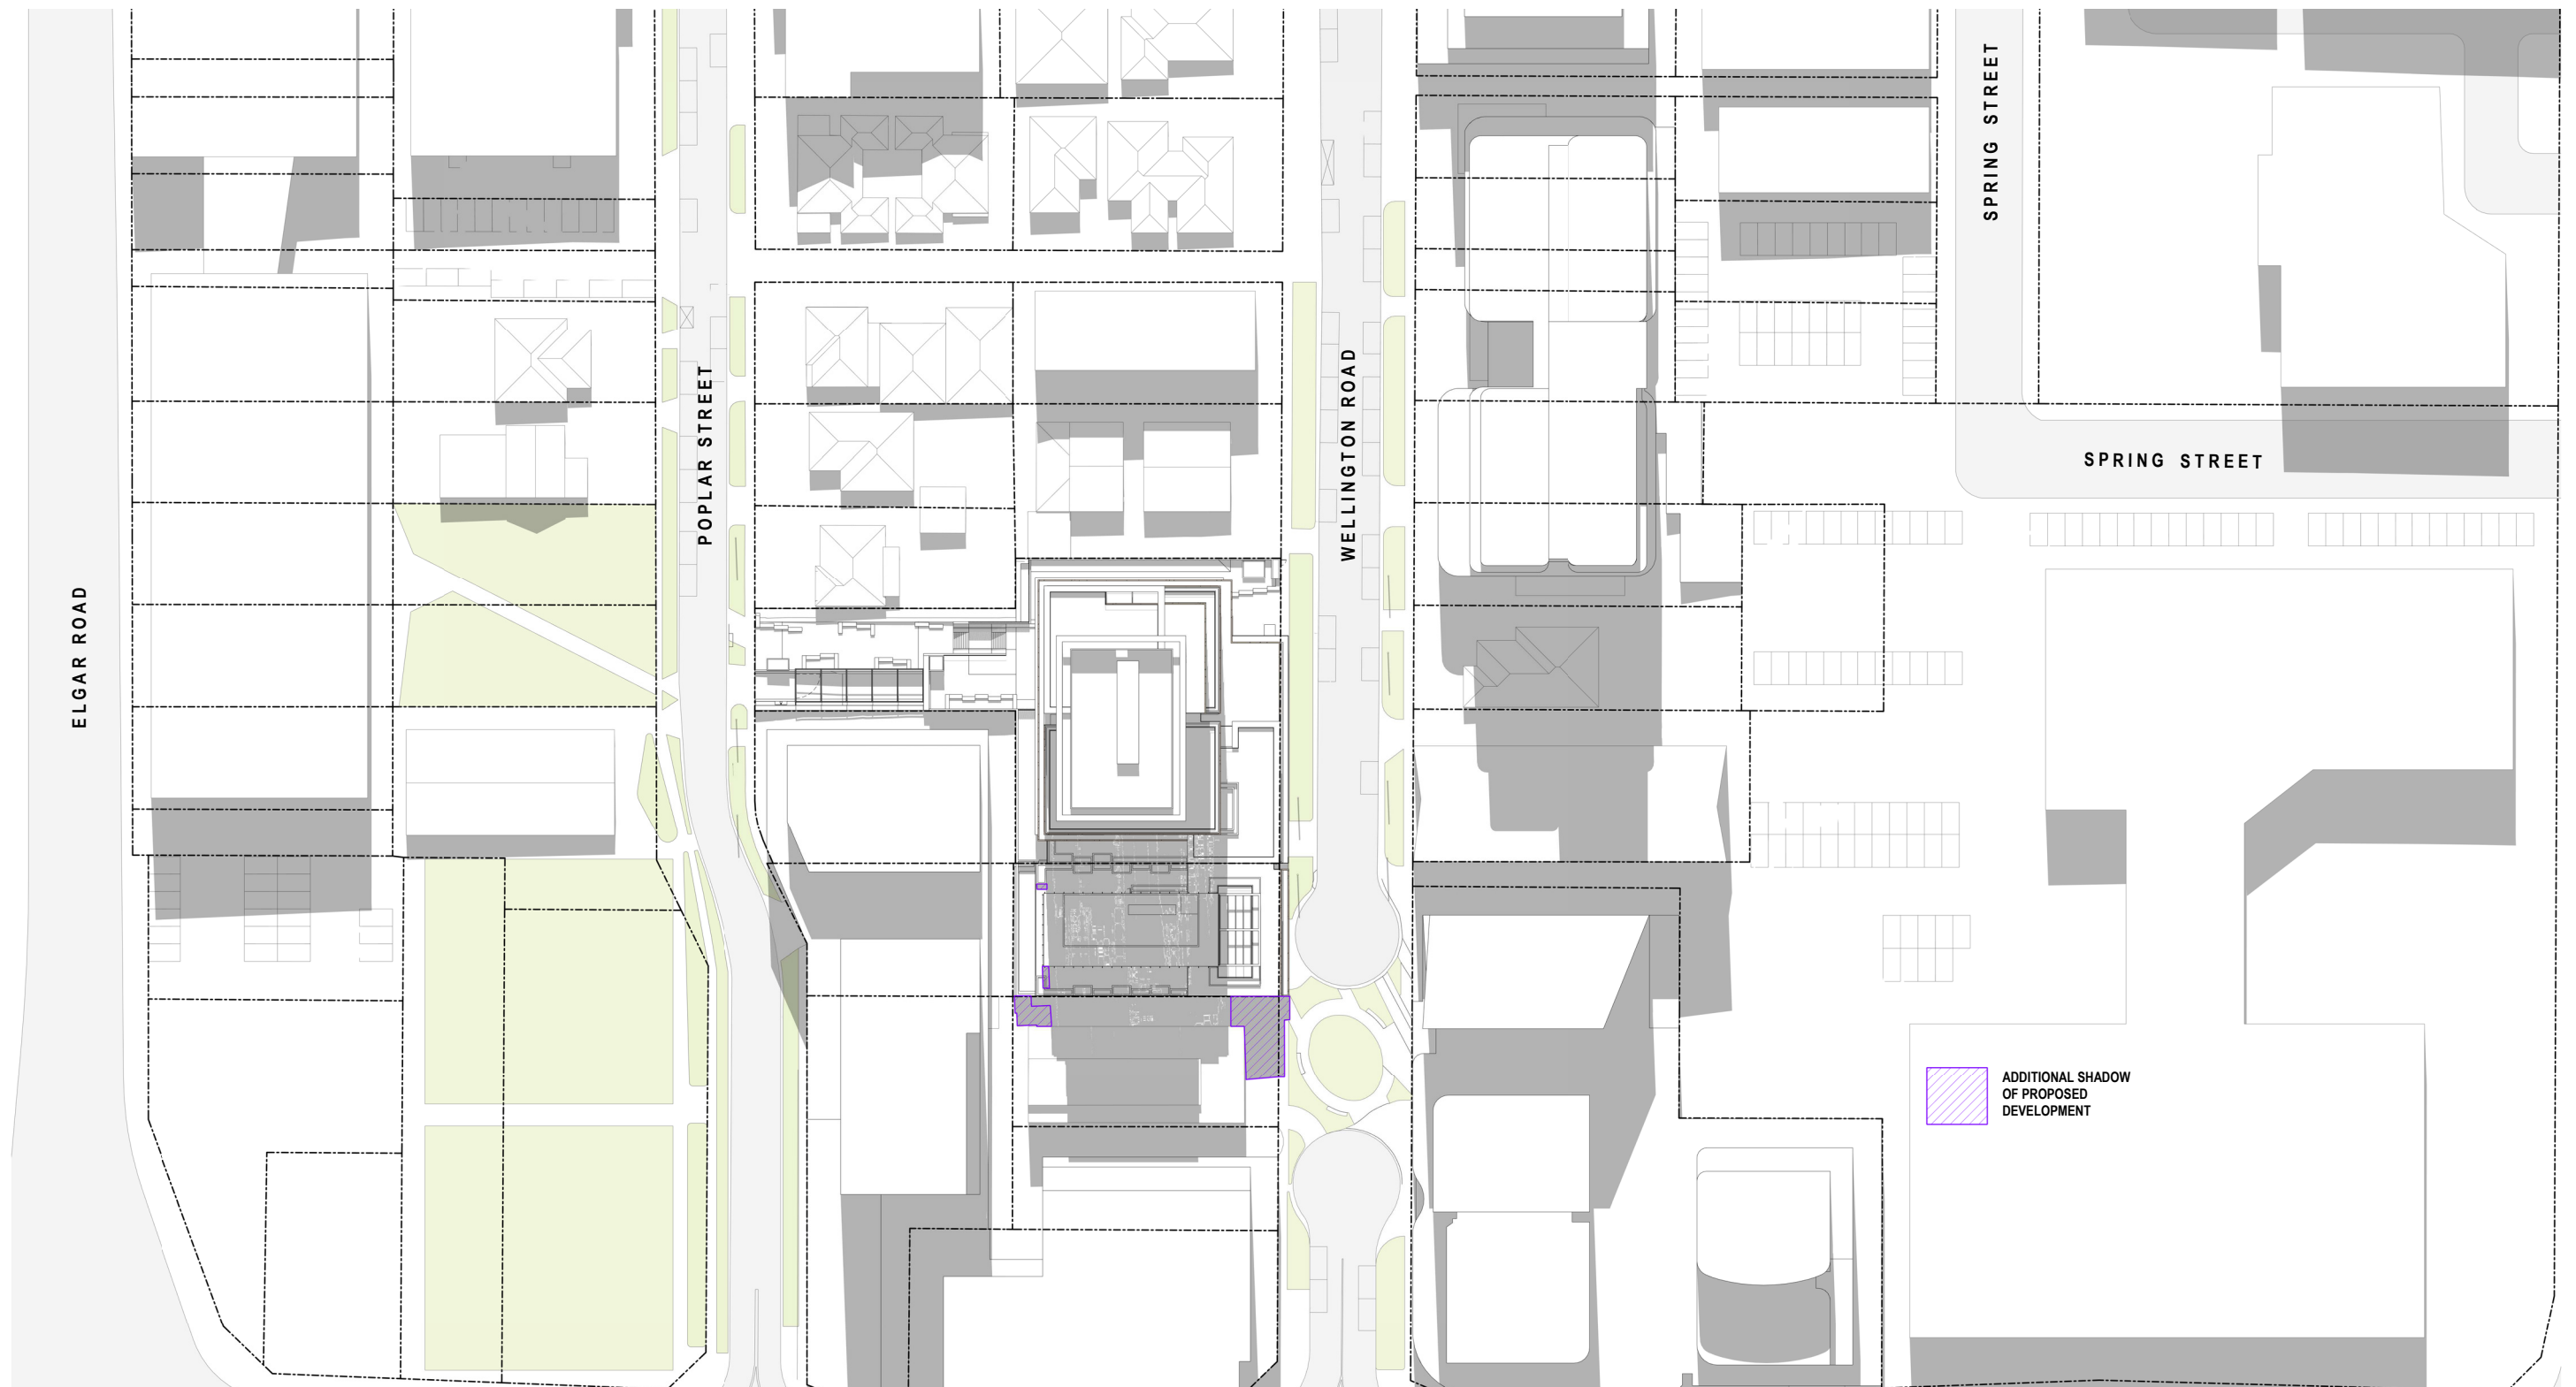 SPRING STREET
POPLAR STREET
WELLINGTON ROAD
SPRING STREET
ELGAR ROAD
ADDITIONAL SHADOW
OF PROPOSED
DEVELOPMENT